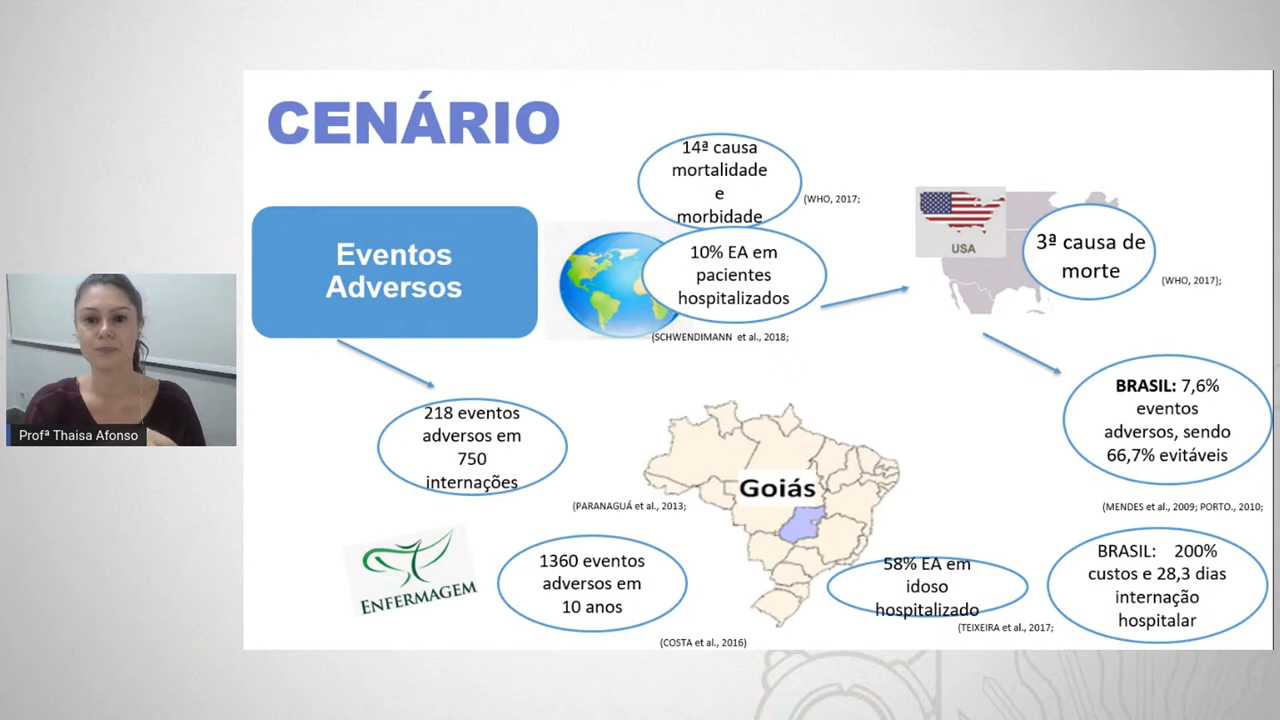 CENÁRIO
14ª causa
mortalidade
e
morbidade
(WHO, 2017;
Eventos
Adversos
10% EA em
pacientes
hospitalizados
(SCHWENDIMANN et al., 2018;
USA
3ª causa de
morte
(WHO, 2017);
BRASIL: 7,6%
eventos
adversos, sendo
66,7% evitáveis
(MENDES et al., 2009; PORTO., 2010;
218 eventos
adversos em
750
internações
(PARANAGUÁ et al., 2013;
Goiás
ENFERMAGEM
1360 eventos
adversos em
10 anos
(COSTA et al., 2016)
58% EA em
idoso
hospitalizado
(TEIXEIRA et al., 2017;
BRASIL: 200%
custos e 28,3 dias
internação
hospitalar
Profª Thaisa Afonso